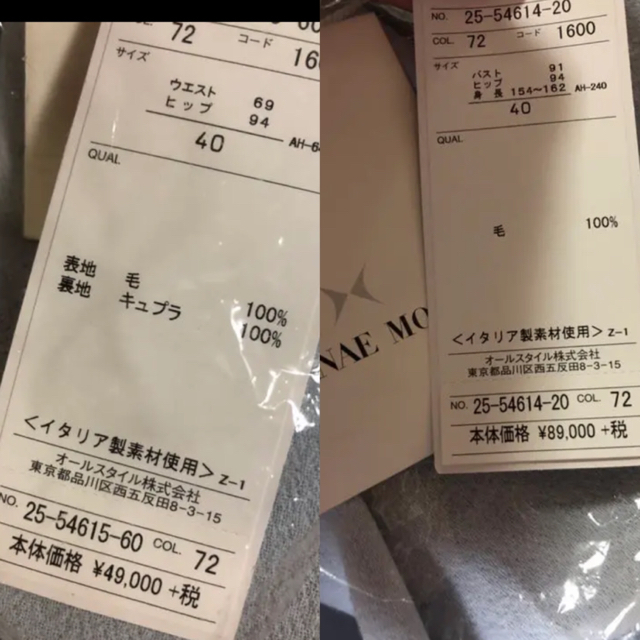 COL. 72 コード
サイズ
ウエスト 69
ヒップ 94
40
QUAL
表地 毛 100%
裏地 キュプラ 100%
<イタリア製素材使用> Z-1
オールスタイル株式会社
東京都品川区西五反田8-3-15
NO. 25-54615-60 COL. 72
本体価格 ¥49,000 +税
NO. 25-54614-20
COL. 72 コード 1600
サイズ
バスト 91
ヒップ 94
身長 154~162 AH-240
40
QUAL
毛 100%
NAE MO
<イタリア製素材使用> Z-1
オールスタイル株式会社
東京都品川区西五反田8-3-15
NO. 25-54614-20 COL. 72
本体価格 ¥89,000 +税